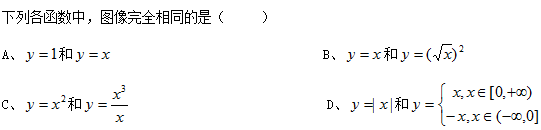 下列各函数中，图像完全相同的是（　　）
A、y=1和y=x　B、y=x和y=(√x)²
C、y=x²和y=x³/x　D、y=|x|和y={x,x∈[0,+∞) -x,x∈(-∞,0]